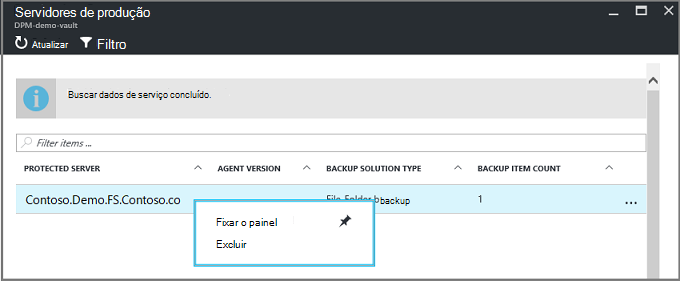 Servidores de produção
DPM-demo-vault
Atualizar Filtro
Buscar dados de serviço concluído.
Filter items ...
PROTECTED SERVER AGENT VERSION BACKUP SOLUTION TYPE BACKUP ITEM COUNT
Contoso.Demo.FS.Contoso.co File-Folder backup 1 ...
Fixar o painel
Excluir